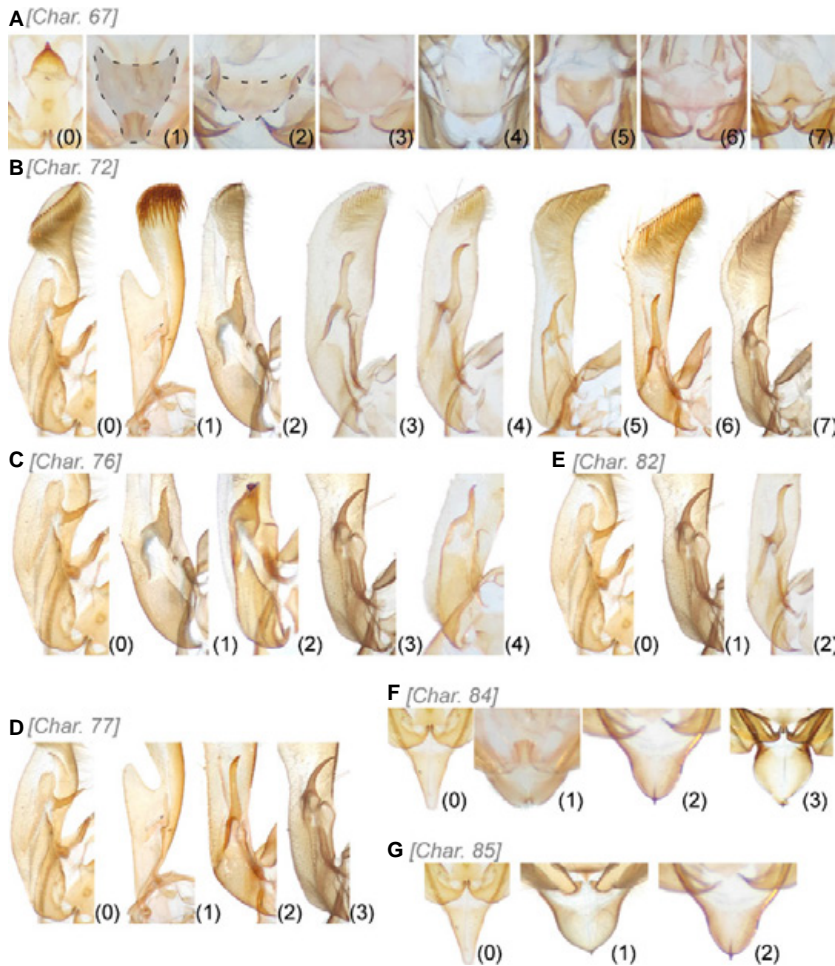 A [Char. 67]
(0) (1) (2) (3) (4) (5) (6) (7)
B [Char. 72]
(0) (1) (2) (3) (4) (5) (6) (7)
C [Char. 76]
(0) (1) (2) (3) (4)
E [Char. 82]
(0) (1) (2)
D [Char. 77]
(0) (1) (2) (3)
F [Char. 84]
(0) (1) (2) (3)
G [Char. 85]
(0) (1) (2)